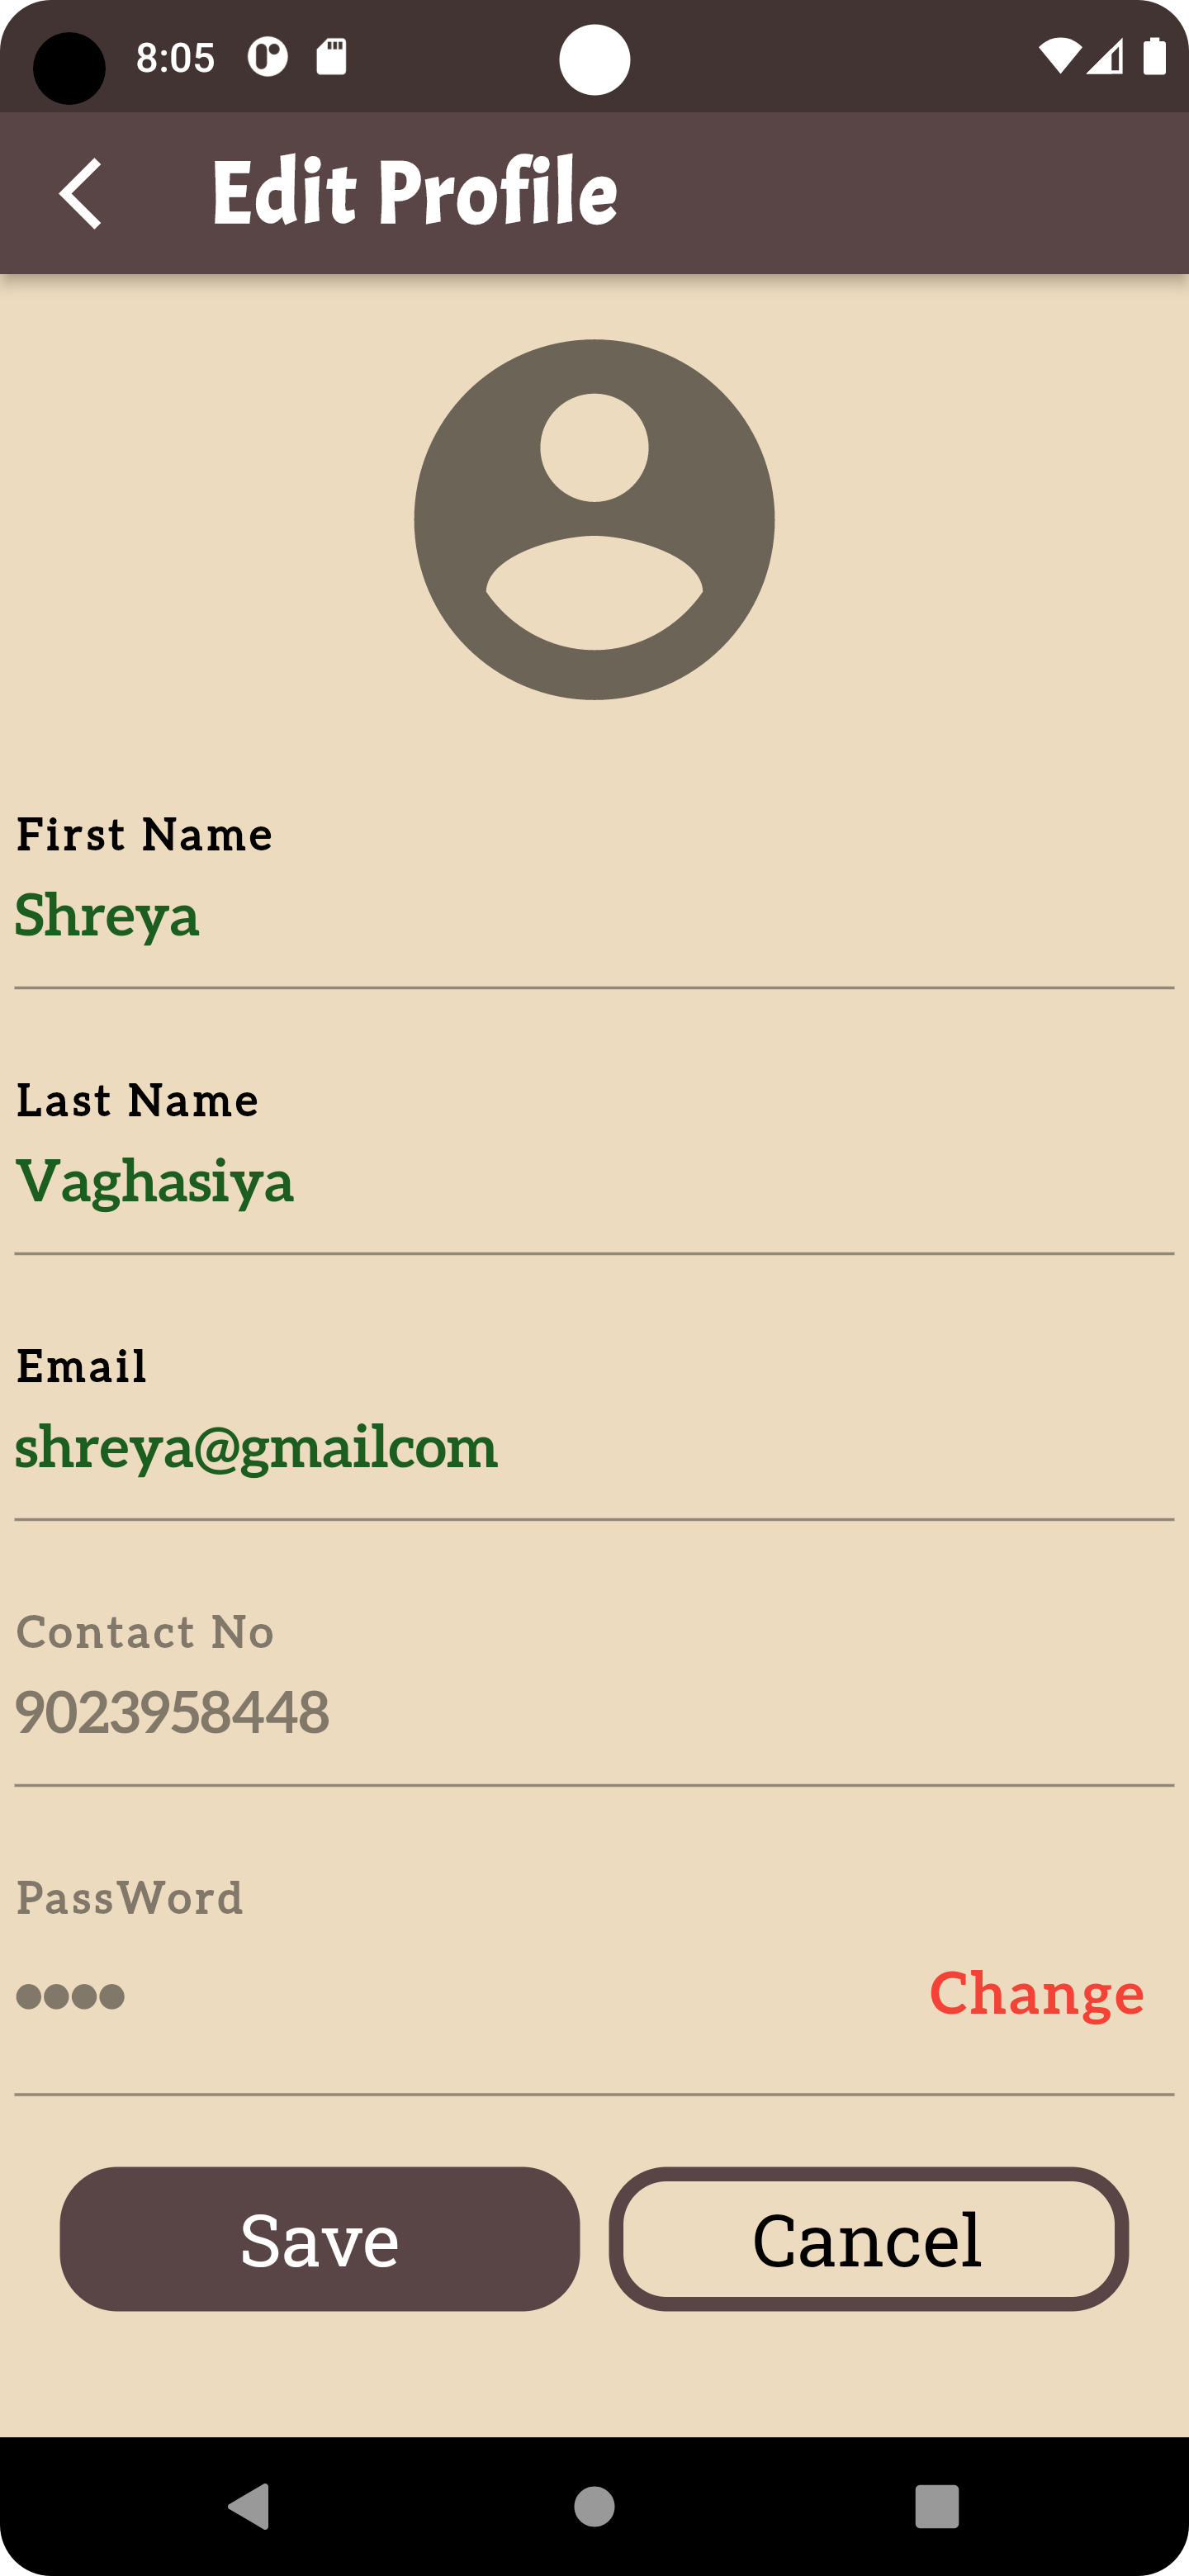 8:05
Edit Profile
First Name
Shreya
Last Name
Vaghasiya
Email
shreya@gmailcom
Contact No
9023958448
PassWord
●●●●
Change
Save
Cancel